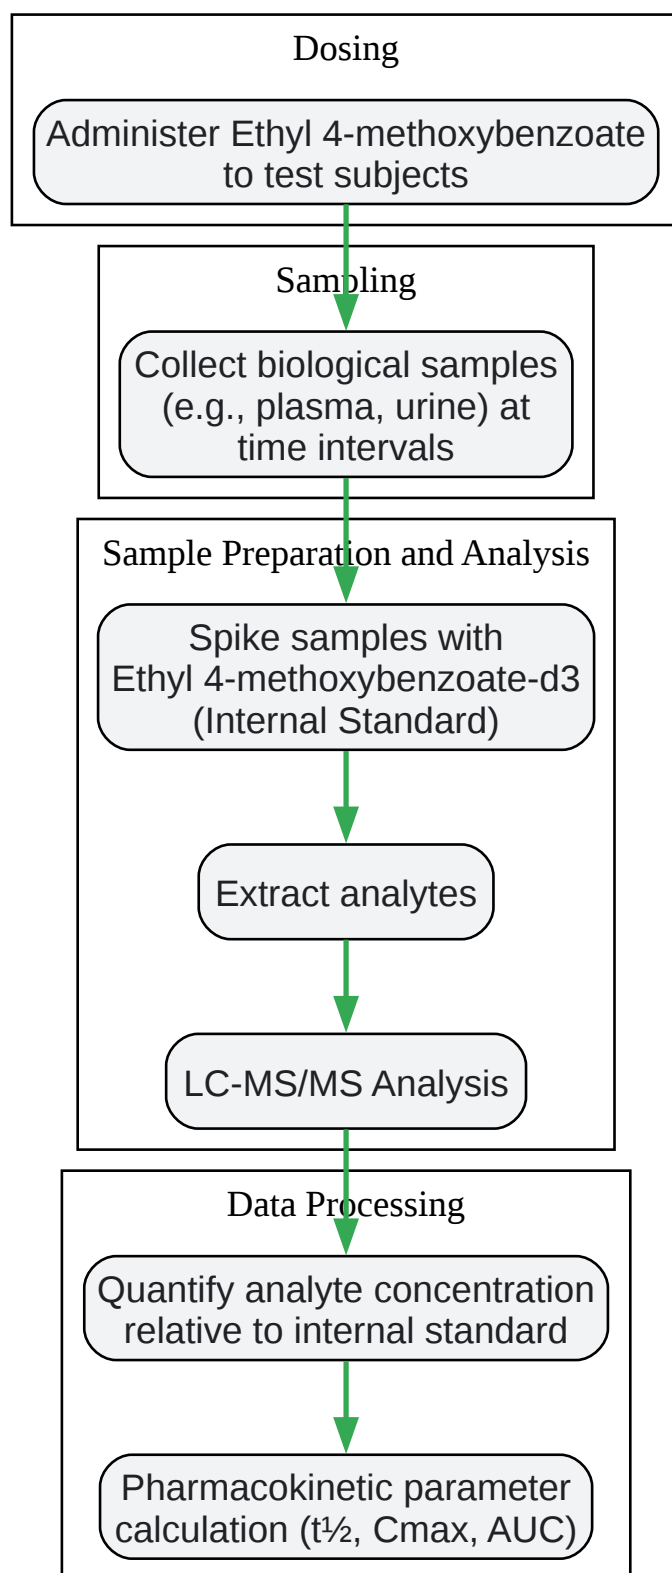 Dosing
Administer Ethyl 4-methoxybenzoate
to test subjects
Sampling
Collect biological samples
(e.g., plasma, urine) at
time intervals
Sample Preparation and Analysis
Spike samples with
Ethyl 4-methoxybenzoate-d3
(Internal Standard)
Extract analytes
LC-MS/MS Analysis
Data Processing
Quantify analyte concentration
relative to internal standard
Pharmacokinetic parameter
calculation (t½, Cmax, AUC)